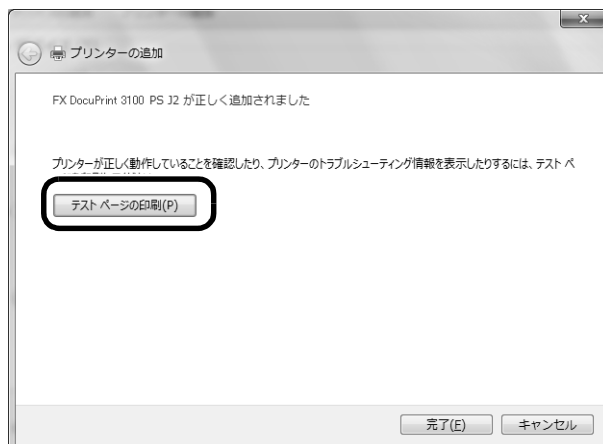 プリンターの追加
FX DocuPrint 3100 PS J2 が正しく追加されました
プリンターが正しく動作していることを確認したり、プリンターのトラブルシューティング情報を表示したりするには、テスト ペ
テスト ページの印刷(P)
完了(F)
キャンセル